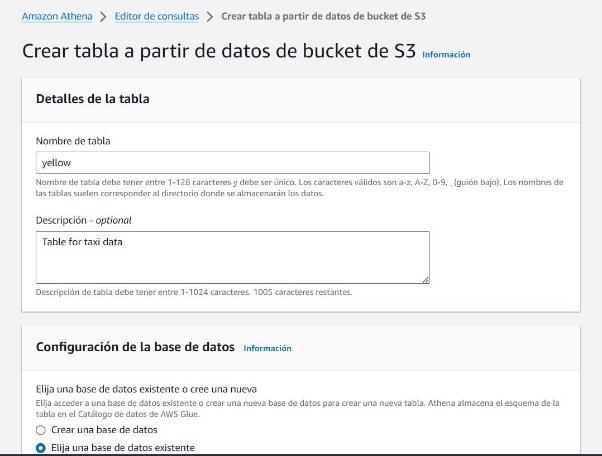 Amazon Athena > Editor de consultas > Crear tabla a partir de datos de bucket de S3
Crear tabla a partir de datos de bucket de S3 Información
Detalles de la tabla
Nombre de tabla
yellow
Nombre de tabla debe tener entre 1-128 caracteres y debe ser único. Los caracteres válidos son a-z, A-Z, 0-9, _(guión bajo). Los nombres de
las tablas suelen corresponder al directorio donde se almacenarán los datos.
Descripción - optional
Table for taxi data
Descripción de tabla debe tener entre 1-1024 caracteres. 1005 caracteres restantes.
Configuración de la base de datos Información
Elija una base de datos existente o cree una nueva
Elija acceder a una base de datos existente o crear una nueva base de datos para crear una nueva tabla. Athena almacena el esquema de la
tabla en el Catálogo de datos de AWS Glue.
Crear una base de datos
Elija una base de datos existente